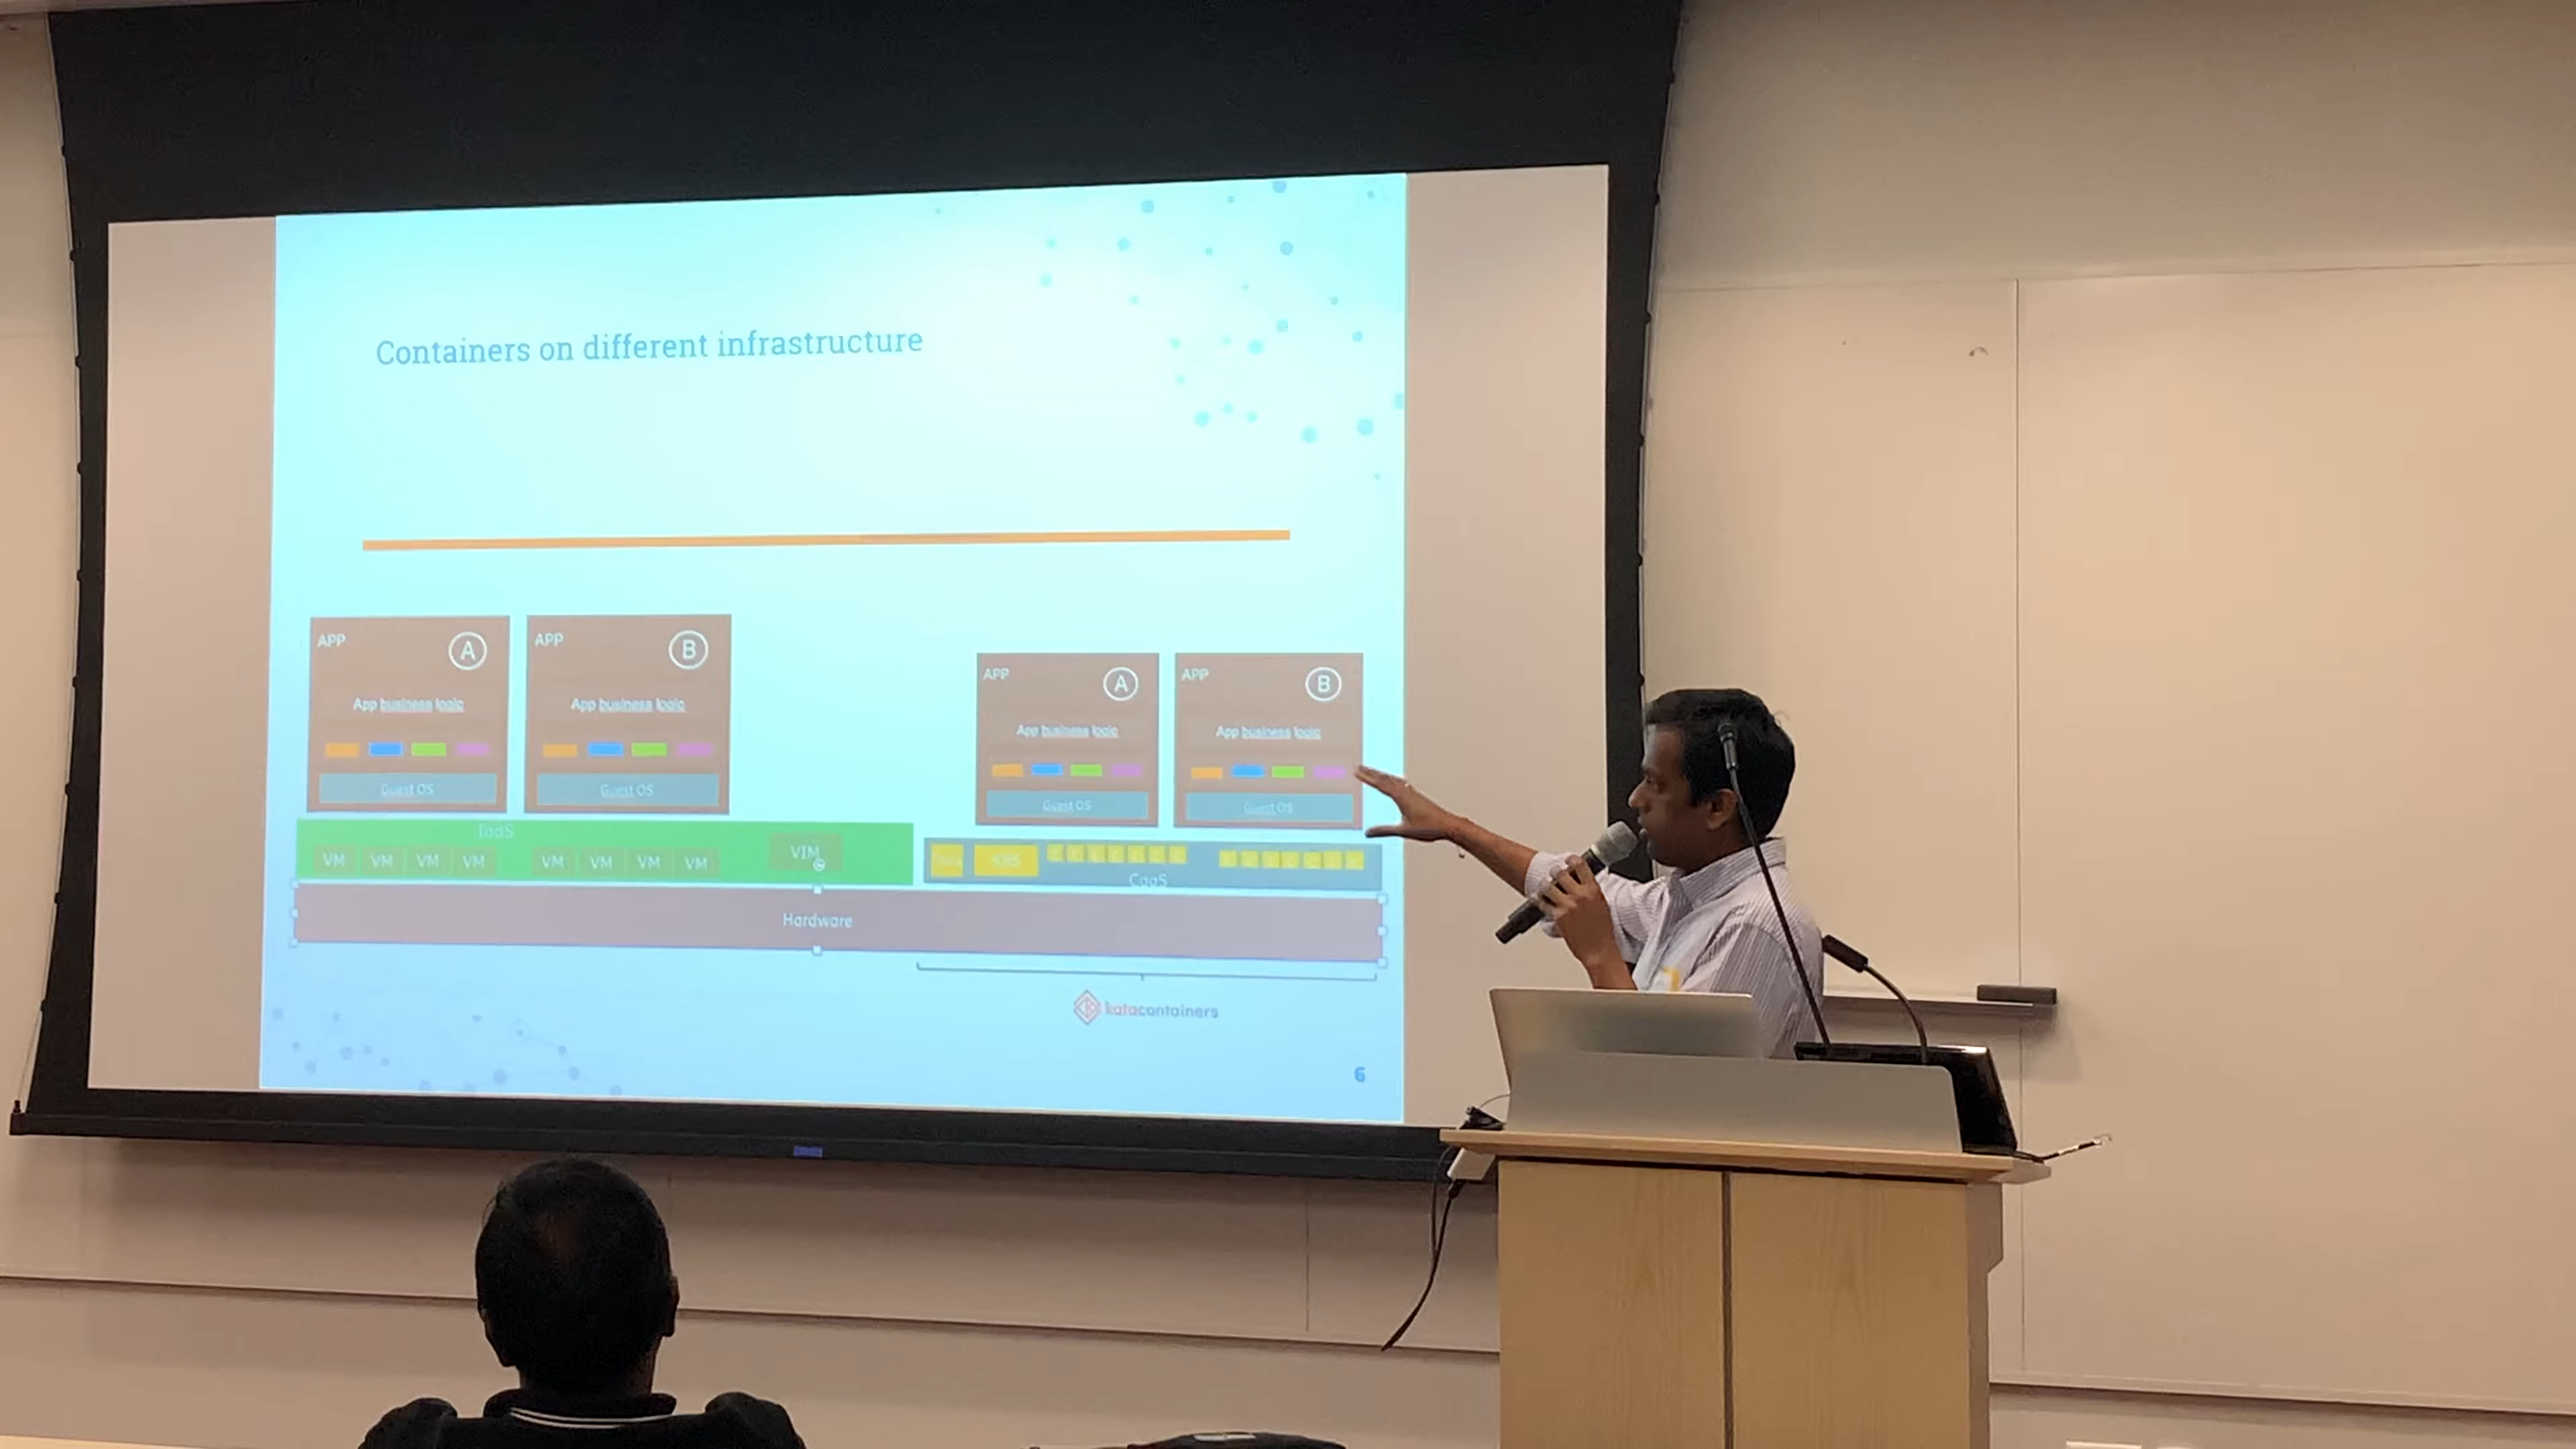 Containers on different infrastructure
APP
A
App business logic
Guest OS
APP
B
App business logic
Guest OS
APP
A
App business logic
Guest OS
APP
B
App business logic
Guest OS
IaaS
VM VM VM VM VM VM VM VM
VIM
K8S
C C C C C C C C C C C C C C
CaaS
Hardware
katacontainers
6